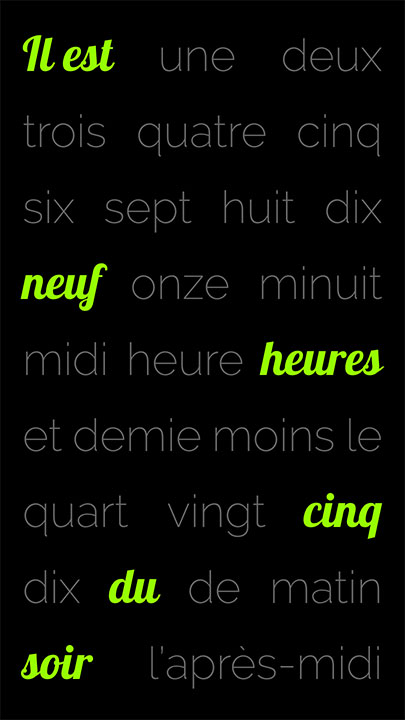 Il est une deux
trois quatre cinq
six sept huit dix
neuf onze minuit
midi heure heures
et demie moins le
quart vingt cinq
dix du de matin
soir l'après-midi